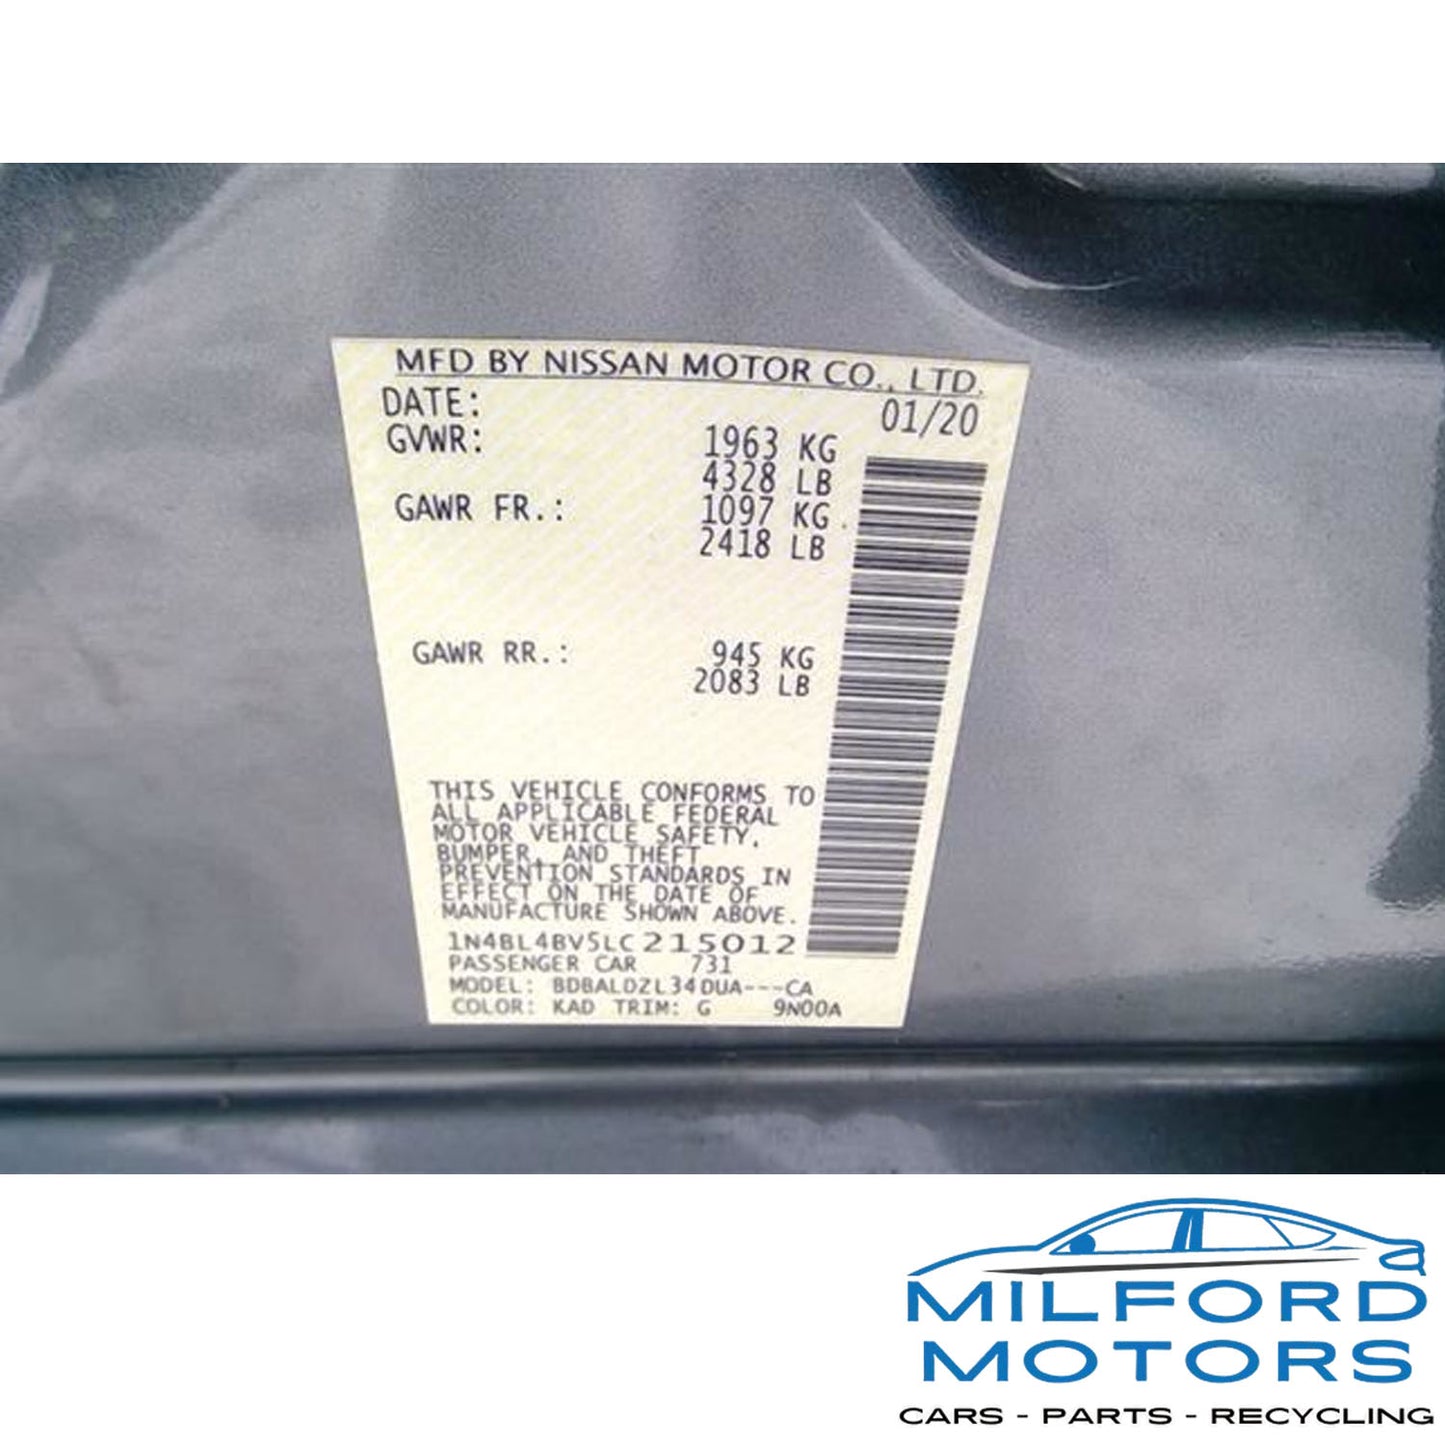 MFD BY NISSAN MOTOR CO., LTD.
DATE: 01/20
GVWR: 1963 KG
4328 LB
GAWR FR.: 1097 KG
2418 LB
GAWR RR.: 945 KG
2083 LB
THIS VEHICLE CONFORMS TO
ALL APPLICABLE FEDERAL
MOTOR VEHICLE SAFETY,
BUMPER, AND THEFT
PREVENTION STANDARDS IN
EFFECT ON THE DATE OF
MANUFACTURE SHOWN ABOVE.
1N4BL4BV5LC215012
PASSENGER CAR 731
MODEL: BDBALDZL34DUA---CA
COLOR: KAD TRIM: G 9N00A
MILFORD
MOTORS
CARS - PARTS - RECYCLING